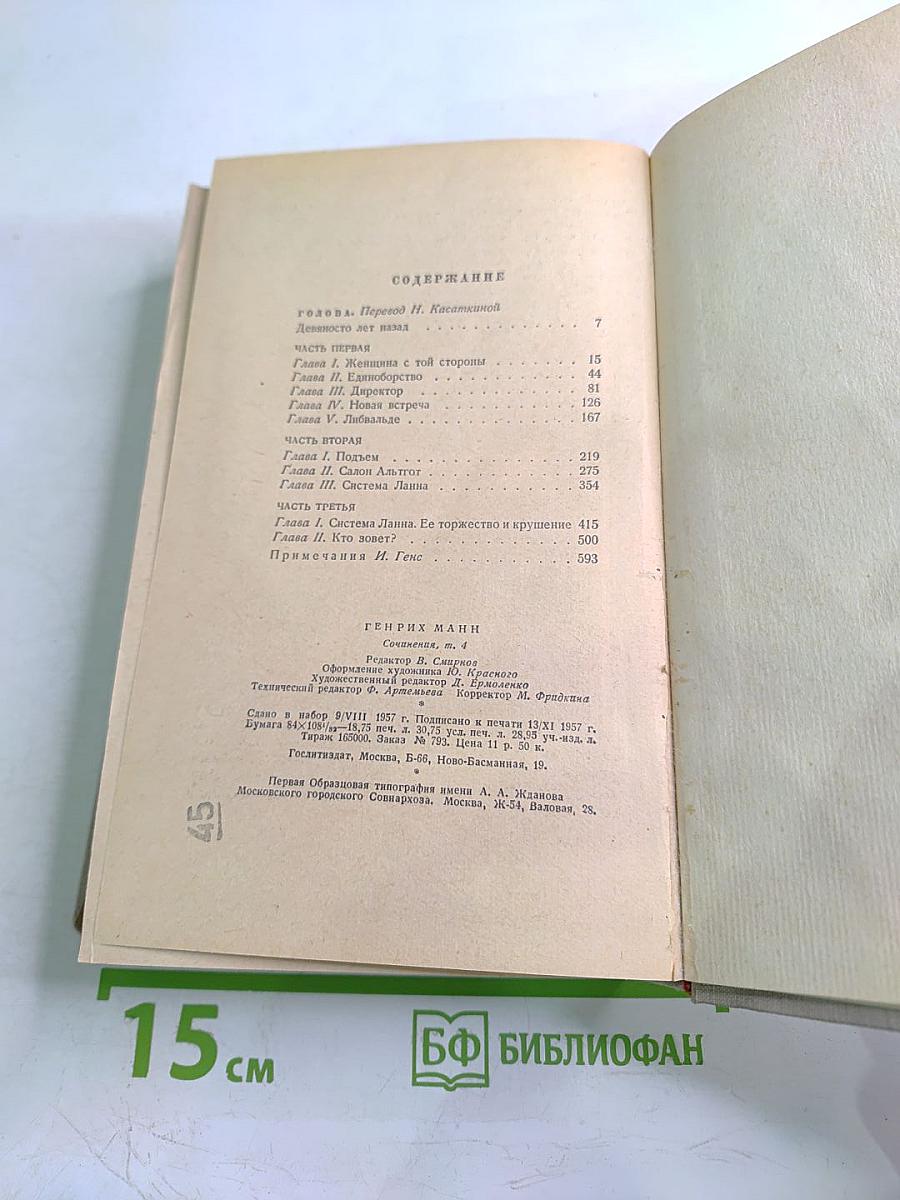 СОДЕРЖАНИЕ
ГОЛОВА. Перевод Н. Касаткиной
Девяносто лет назад . . . . . . . . . . . . . 7
ЧАСТЬ ПЕРВАЯ
Глава I. Женщина с той стороны . . . . . . . 15
Глава II. Единоборство . . . . . . . . . . . . 44
Глава III. Директор . . . . . . . . . . . . . 81
Глава IV. Новая встреча . . . . . . . . . . . 126
Глава V. Либвальде . . . . . . . . . . . . . . 167
ЧАСТЬ ВТОРАЯ
Глава I. Подъем . . . . . . . . . . . . . . . 219
Глава II. Салон Альтгот . . . . . . . . . . . . 275
Глава III. Система Ланна . . . . . . . . . . . 354
ЧАСТЬ ТРЕТЬЯ
Глава I. Система Ланна. Ее торжество и крушение 415
Глава II. Кто зовет? . . . . . . . . . . . . . . 500
Примечания И. Генс . . . . . . . . . . . 593
ГЕНРИХ МАНН
Сочинения, т. 4
Редактор В. Смирнов
Оформление художника Ю. Красного
Художественный редактор Д. Ермоленко
Технический редактор Ф. Артемьева Корректор М. Фридкина
*
Сдано в набор 9/VIII 1957 г. Подписано к печати 13/XI 1957 г.
Бумага 84×108¹/₃₂—18,75 печ. л. 30,75 усл. печ. л. 28,95 уч.-изд. л.
Тираж 165000. Заказ № 793. Цена 11 р. 50 к.
Гослитиздат, Москва, Б-66, Ново-Басманная, 19.
*
Первая Образцовая типография имени А. А. Жданова
Московского городского Совнархоза. Москва, Ж-54, Валовая, 28.
45
15 см
БФ БИБЛИОФАН